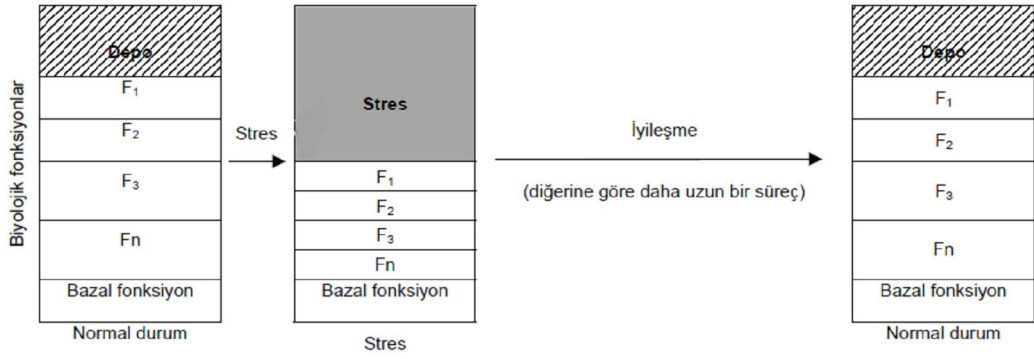 Biyolojik fonksiyonlar
Depo
F1
F2
F3
Fn
Bazal fonksiyon
Normal durum
Stres
Stres
F1
F2
F3
Fn
Bazal fonksiyon
Stres
İyileşme
(diğerine göre daha uzun bir süreç)
Depo
F1
F2
F3
Fn
Bazal fonksiyon
Normal durum